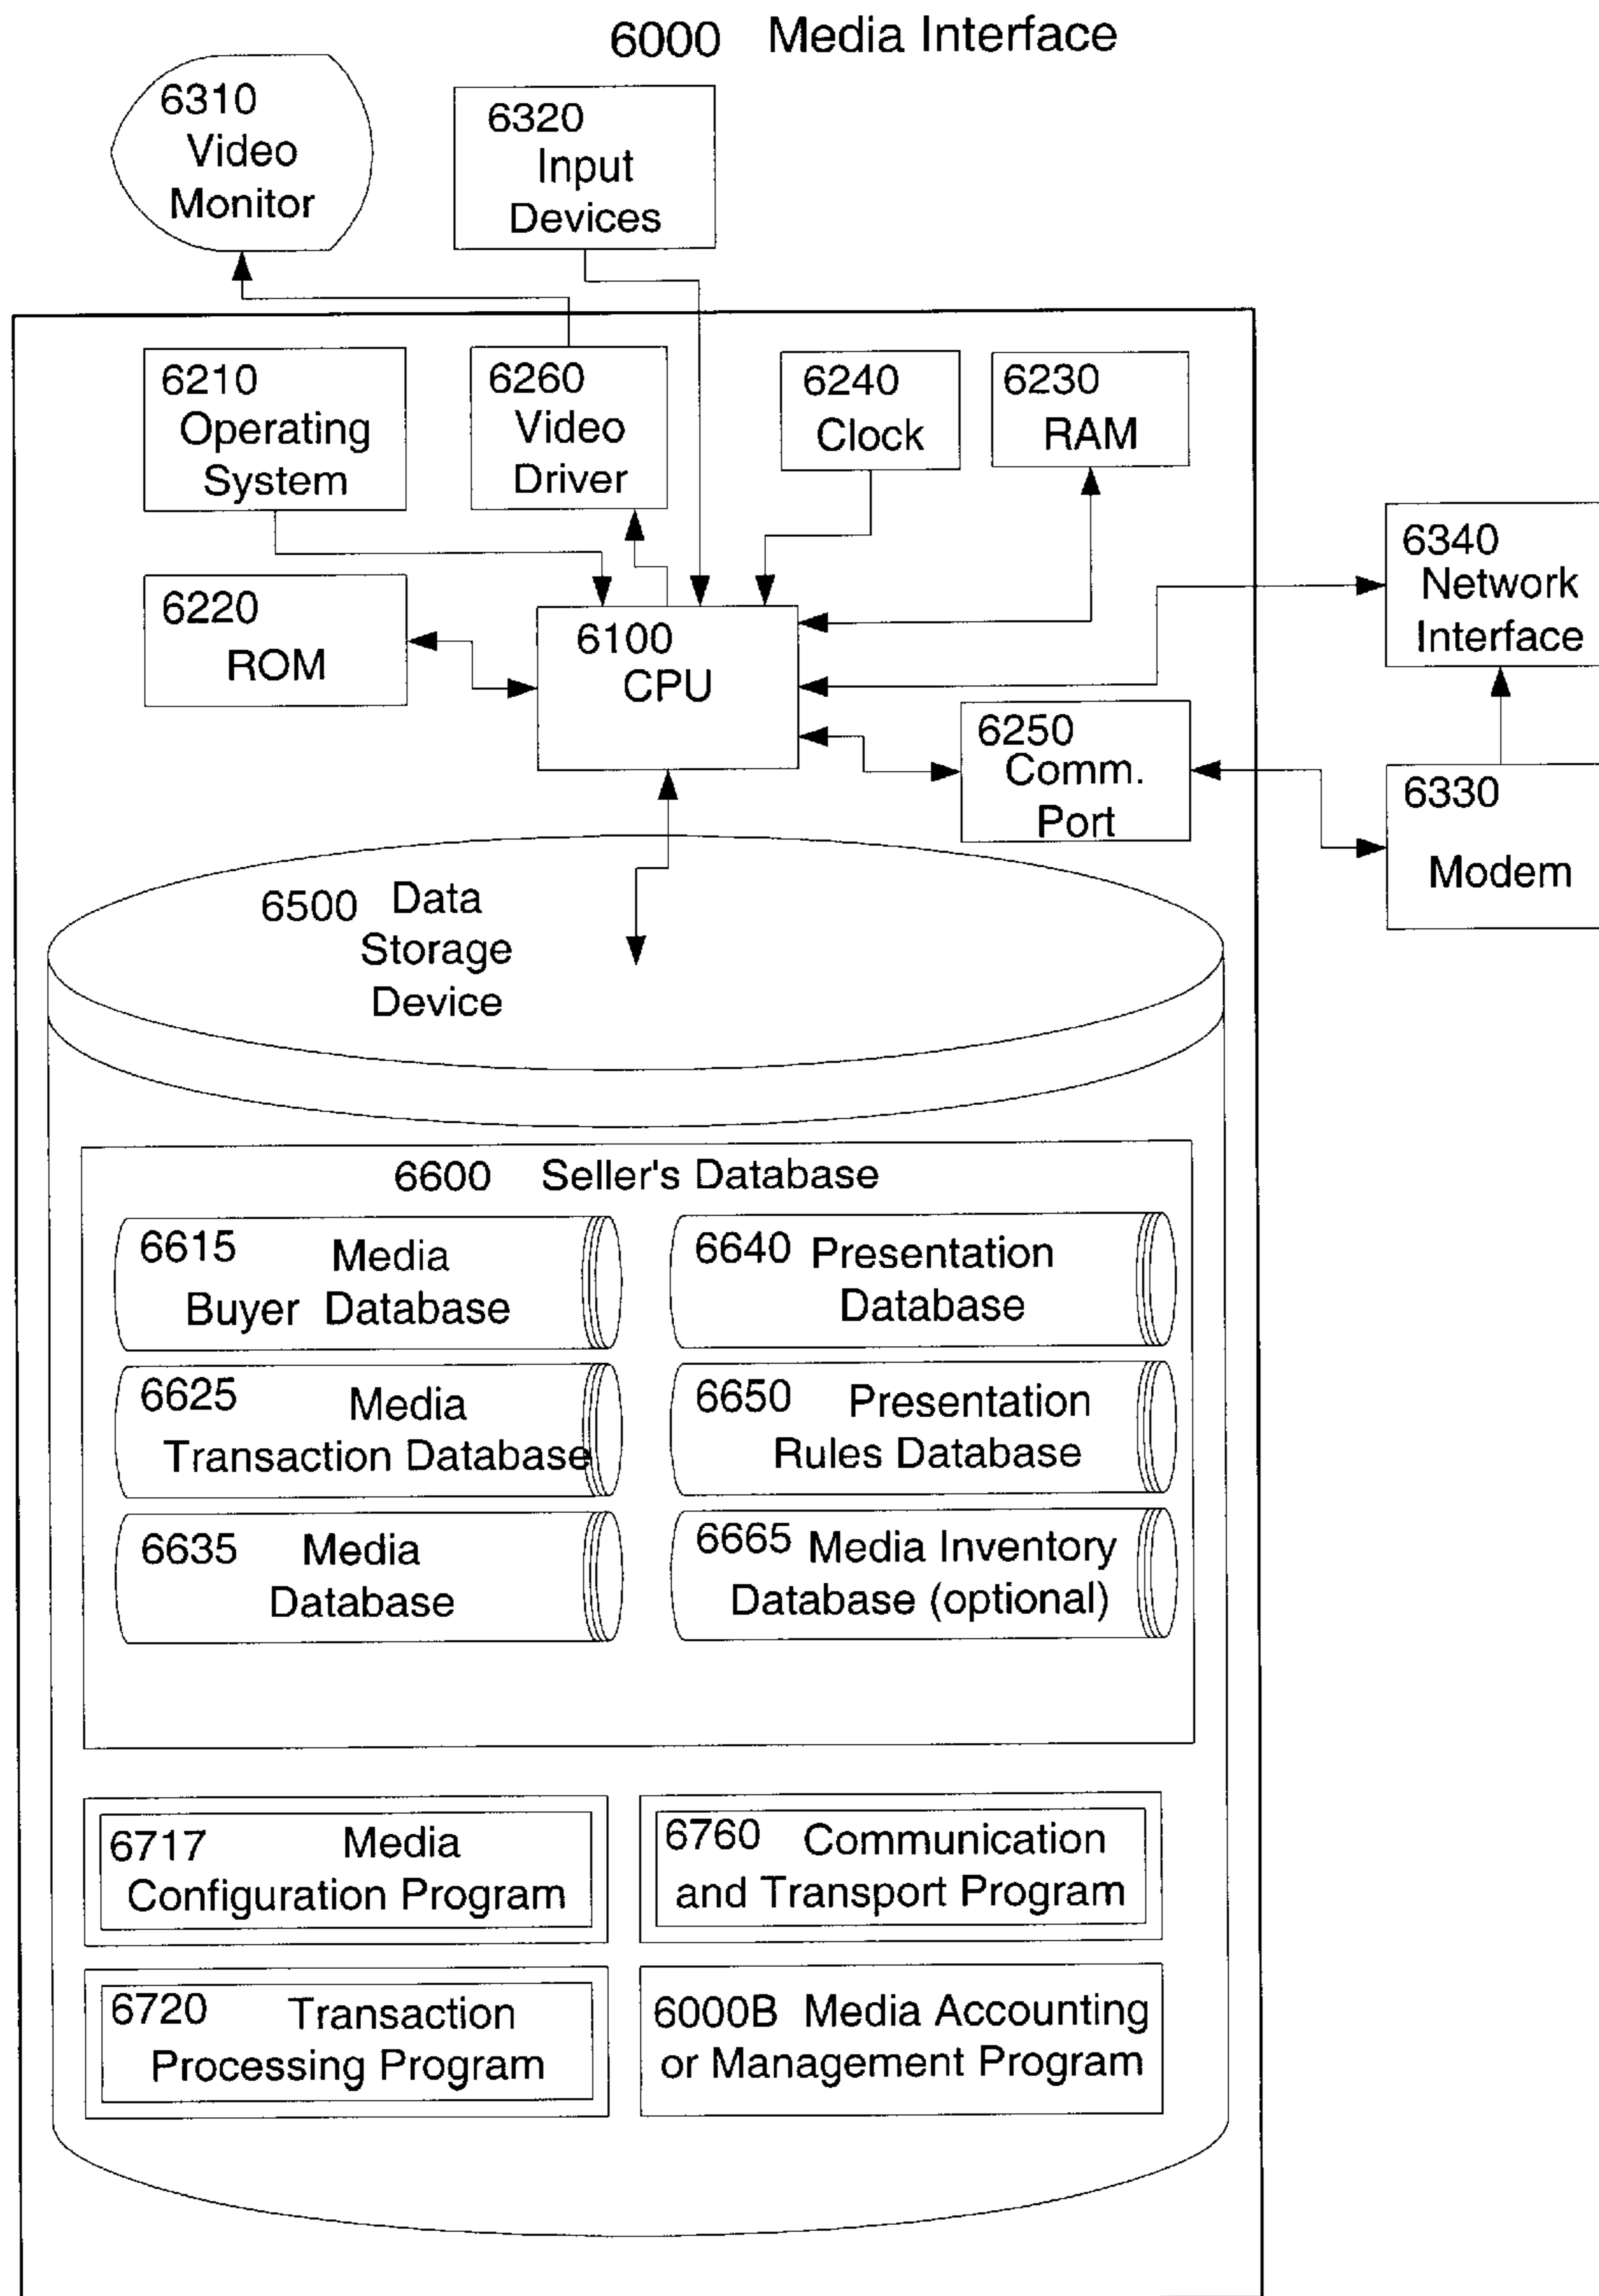 6000 Media Interface
6310
Video
Monitor
6320
Input
Devices
6210
Operating
System
6260
Video
Driver
6240
Clock
6230
RAM
6340
Network
Interface
6220
ROM
6100
CPU
6250
Comm.
Port
6330
Modem
6500 Data
Storage
Device
6600 Seller's Database
6615 Media
Buyer Database
6640 Presentation
Database
6625 Media
Transaction Database
6650 Presentation
Rules Database
6635 Media
Database
6665 Media Inventory
Database (optional)
6717 Media
Configuration Program
6760 Communication
and Transport Program
6720 Transaction
Processing Program
6000B Media Accounting
or Management Program